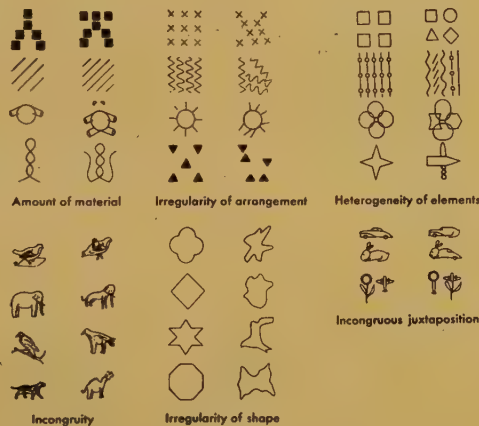 Amount of material
Irregularity of arrangement
Heterogeneity of elements
Incongruity
Irregularity of shape
Incongruous juxtaposition